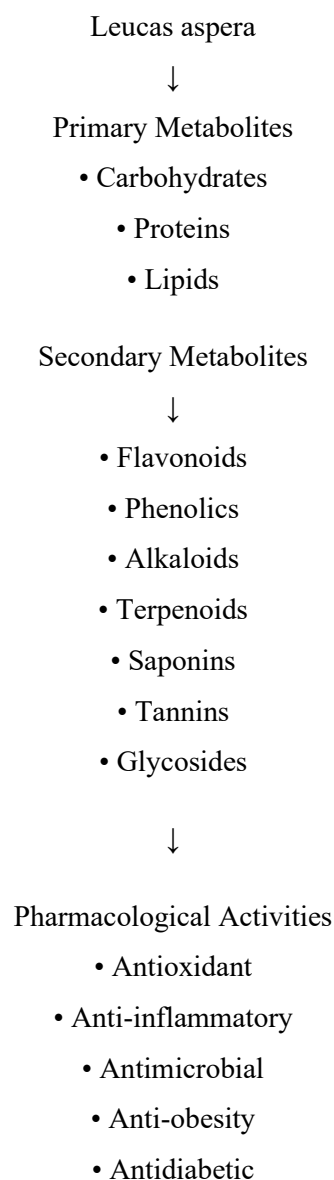 Leucas aspera
↓
Primary Metabolites
• Carbohydrates
• Proteins
• Lipids
Secondary Metabolites
↓
• Flavonoids
• Phenolics
• Alkaloids
• Terpenoids
• Saponins
• Tannins
• Glycosides
↓
Pharmacological Activities
• Antioxidant
• Anti-inflammatory
• Antimicrobial
• Anti-obesity
• Antidiabetic